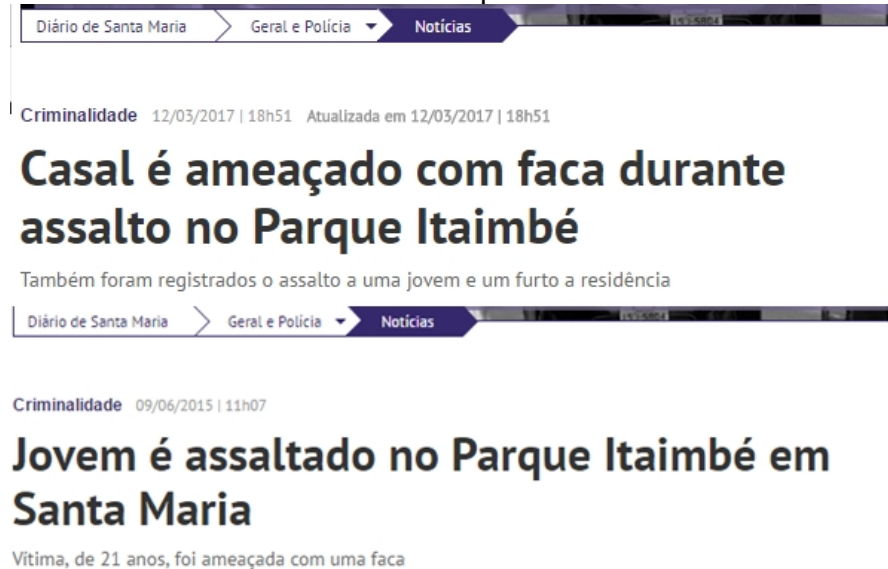 Diário de Santa Maria Geral e Polícia Notícias
Criminalidade 12/03/2017 | 18h51 Atualizada em 12/03/2017 | 18h51
Casal é ameaçado com faca durante
assalto no Parque Itaimbé
Também foram registrados o assalto a uma jovem e um furto a residência
Diário de Santa Maria Geral e Polícia Notícias
Criminalidade 09/06/2015 | 11h07
Jovem é assaltado no Parque Itaimbé em
Santa Maria
Vítima, de 21 anos, foi ameaçada com uma faca